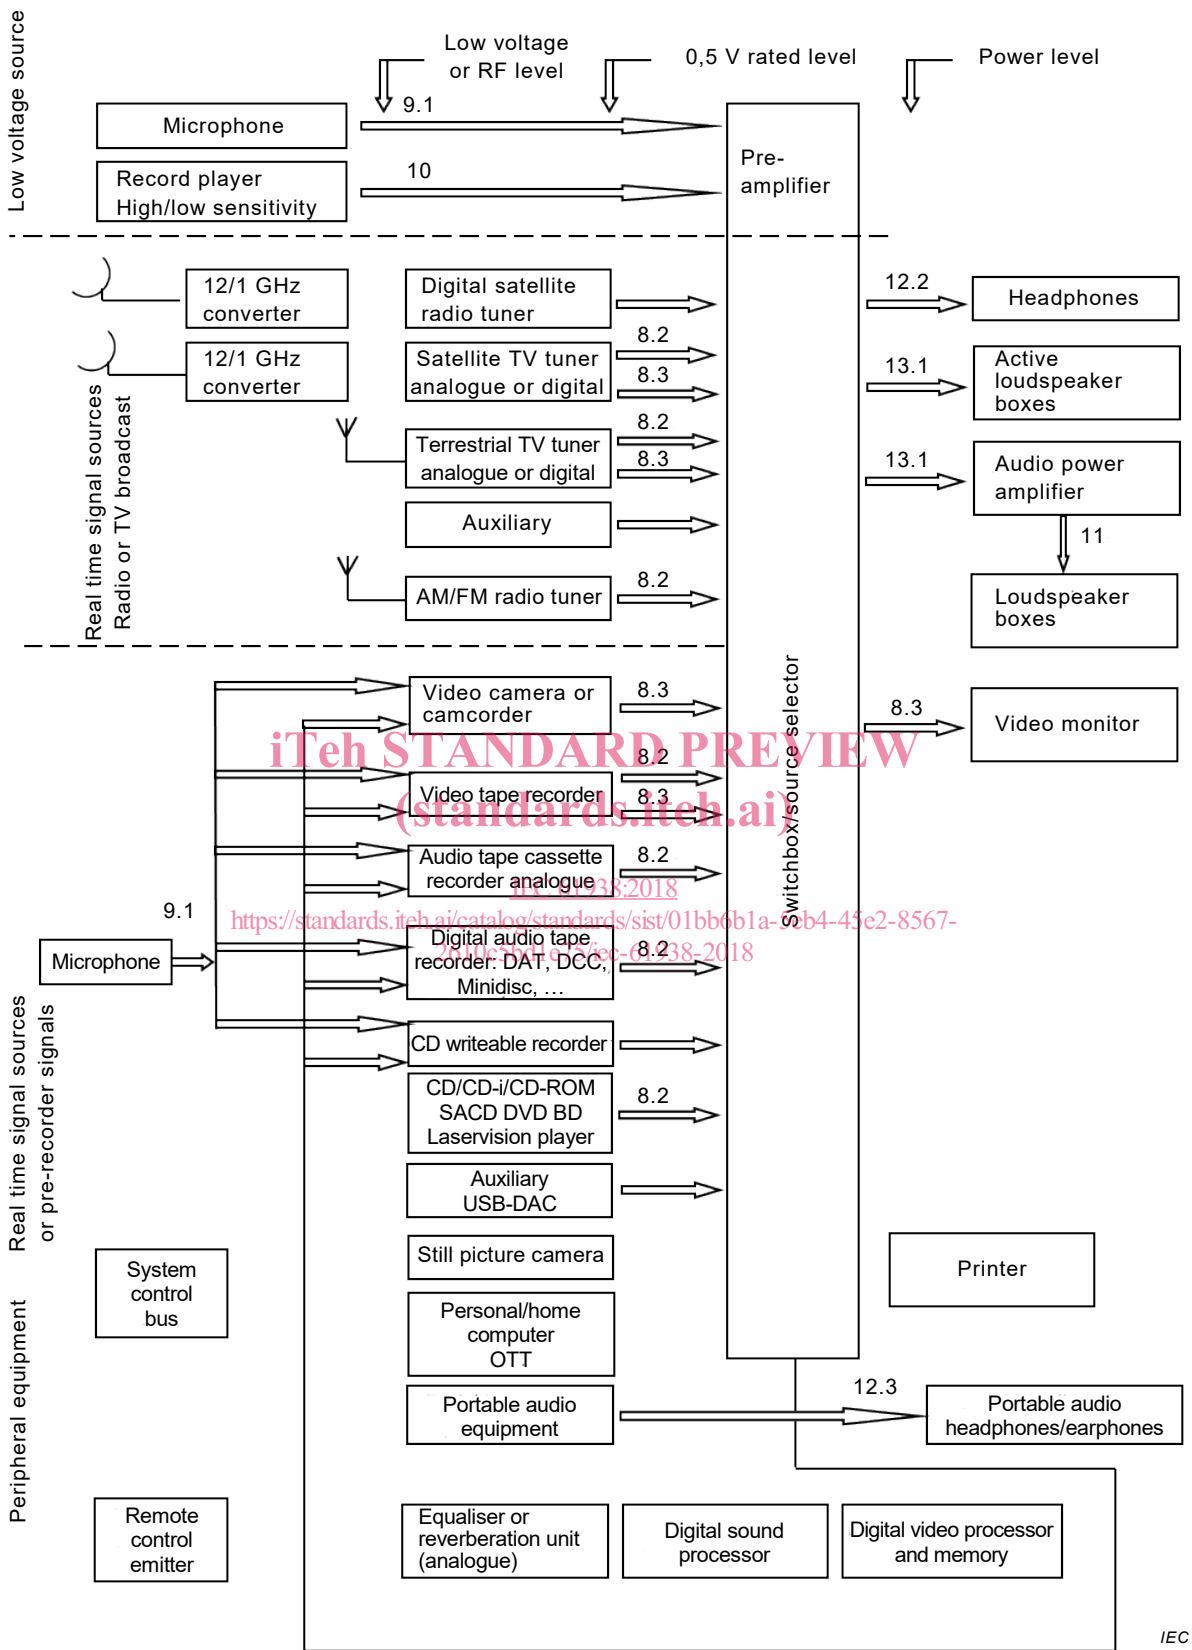 Low voltage source
Low voltage
or RF level
0,5 V rated level
Power level
9.1
Microphone
10
Record player
High/low sensitivity
Pre-
amplifier
Real time signal sources
Radio or TV broadcast
12/1 GHz
converter
Digital satellite
radio tuner
12.2
Headphones
12/1 GHz
converter
Satellite TV tuner
analogue or digital
8.2
8.3
13.1
Active
loudspeaker
boxes
Terrestrial TV tuner
analogue or digital
8.2
8.3
13.1
Audio power
amplifier
11
Auxiliary
AM/FM radio tuner
8.2
Loudspeaker
boxes
Switchbox/source selector
Video camera or
camcorder
8.3
8.3
Video monitor
iTeh STANDARD PREVIEW
(standards.iteh.ai)
Video tape recorder
8.2
8.3
Audio tape cassette
recorder analogue
8.2
IEC 61938:2018
https://standards.iteh.ai/catalog/standards/sist/01bb6b1a-5eb4-45e2-8567-
2610c5bd1e75/iec-61938-2018
9.1
Microphone
Digital audio tape
recorder: DAT, DCC,
Minidisc, …
8.2
Real time signal sources
or pre-recorder signals
CD writeable recorder
CD/CD-i/CD-ROM
SACD DVD BD
Laservision player
8.2
Auxiliary
USB-DAC
Still picture camera
Printer
System
control
bus
Personal/home
computer
OTT
Peripheral equipment
Portable audio
equipment
12.3
Portable audio
headphones/earphones
Remote
control
emitter
Equaliser or
reverberation unit
(analogue)
Digital sound
processor
Digital video processor
and memory
IEC